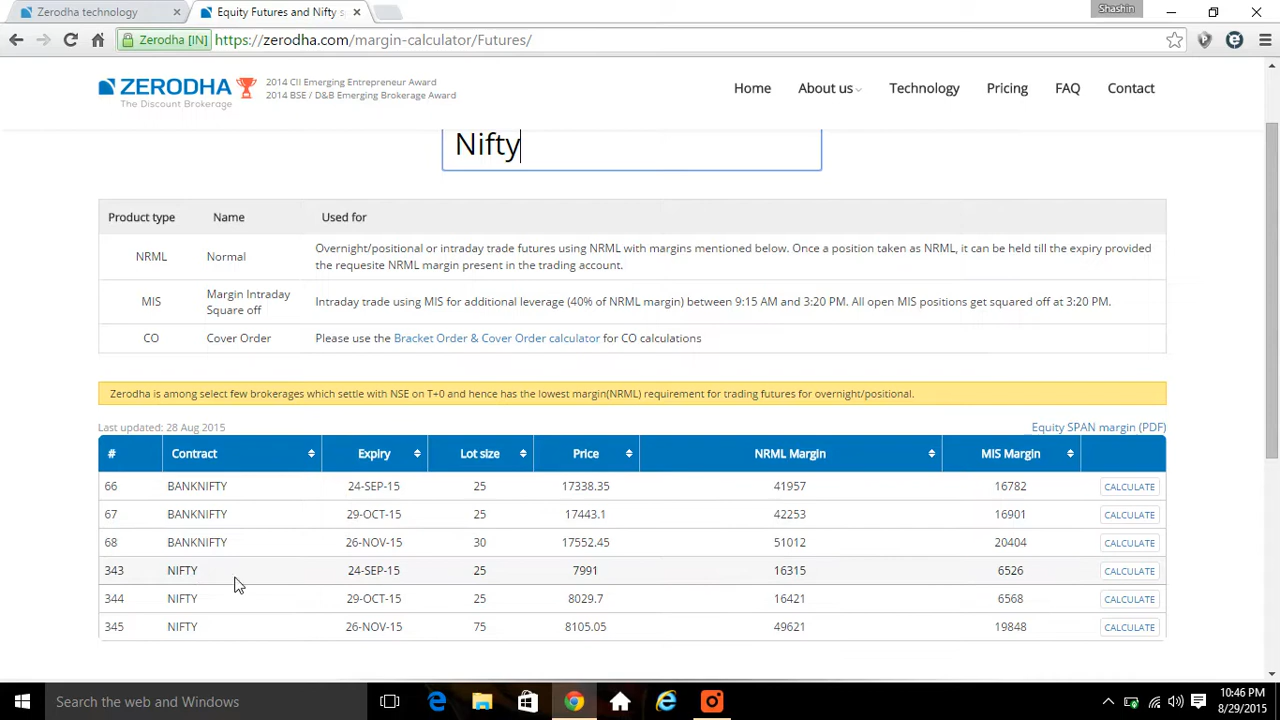 Zerodha technology
Equity Futures and Nifty s
Shashin
Zerodha [IN] https://zerodha.com/margin-calculator/Futures/
ZERODHA
The Discount Brokerage
2014 CII Emerging Entrepreneur Award
2014 BSE / D&B Emerging Brokerage Award
Home About us Technology Pricing FAQ Contact
Nifty
Product type Name Used for
NRML Normal Overnight/positional or intraday trade futures using NRML with margins mentioned below. Once a position taken as NRML, it can be held till the expiry provided
the requesite NRML margin present in the trading account.
MIS Margin Intraday Square off Intraday trade using MIS for additional leverage (40% of NRML margin) between 9:15 AM and 3:20 PM. All open MIS positions get squared off at 3:20 PM.
CO Cover Order Please use the Bracket Order & Cover Order calculator for CO calculations
Zerodha is among select few brokerages which settle with NSE on T+0 and hence has the lowest margin(NRML) requirement for trading futures for overnight/positional.
Last updated: 28 Aug 2015 Equity SPAN margin (PDF)
# Contract Expiry Lot size Price NRML Margin MIS Margin
66 BANKNIFTY 24-SEP-15 25 17338.35 41957 16782 CALCULATE
67 BANKNIFTY 29-OCT-15 25 17443.1 42253 16901 CALCULATE
68 BANKNIFTY 26-NOV-15 30 17552.45 51012 20404 CALCULATE
343 NIFTY 24-SEP-15 25 7991 16315 6526 CALCULATE
344 NIFTY 29-OCT-15 25 8029.7 16421 6568 CALCULATE
345 NIFTY 26-NOV-15 75 8105.05 49621 19848 CALCULATE
Search the web and Windows
10:46 PM
8/29/2015